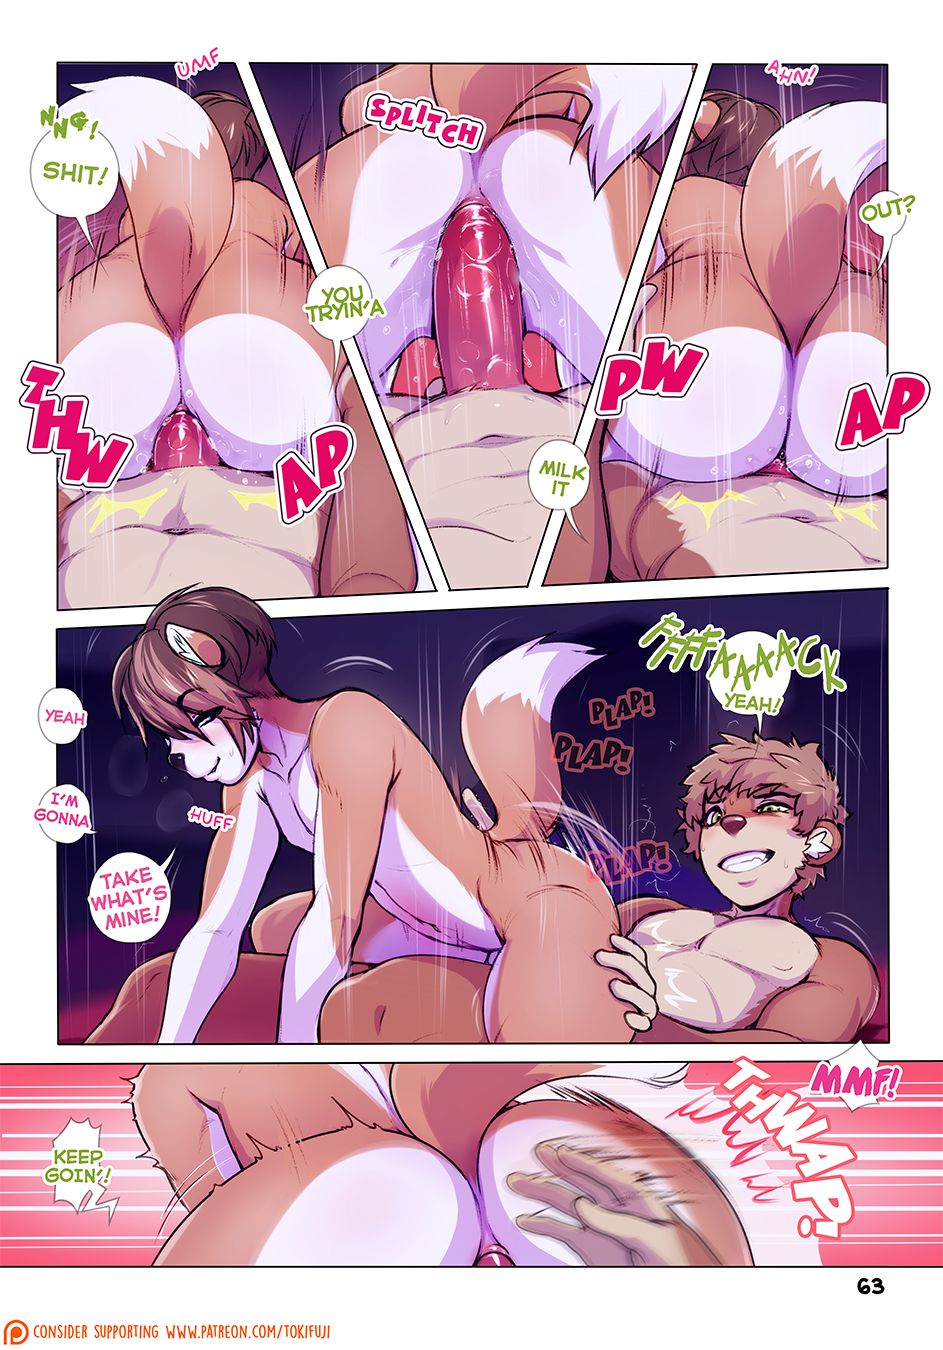 UMF
NNG!
SHIT!
THW
AP
SPLITCH
YOU
TRYIN'A
MILK
IT
AHN!
OUT?
PW
AP
YEAH
I'M
GONNA
TAKE
WHAT'S
MINE!
HUFF
PLAP!
PLAP!
PLAP!
FFFFAAAACK
YEAH!
KEEP
GOIN'!
THWAP!
MMF!
63
CONSIDER SUPPORTING WWW.PATREON.COM/TOKIFUJI